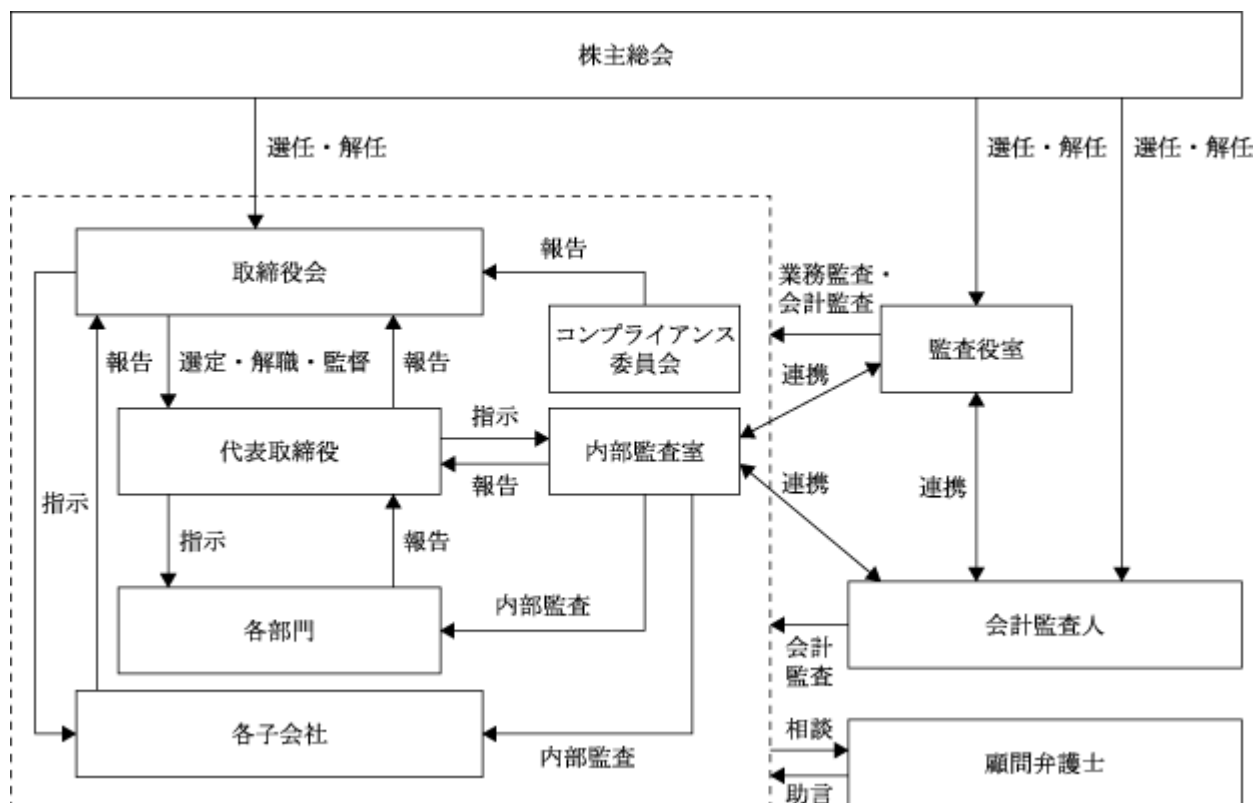 株主総会
選任・解任
選任・解任
選任・解任
取締役会
報告
コンプライアンス
委員会
業務監査・
会計監査
監査役室
報告
選定・解職・監督
報告
連携
代表取締役
指示
報告
内部監査室
連携
連携
指示
指示
報告
各部門
内部監査
会計監査人
会計
監査
各子会社
内部監査
相談
助言
顧問弁護士